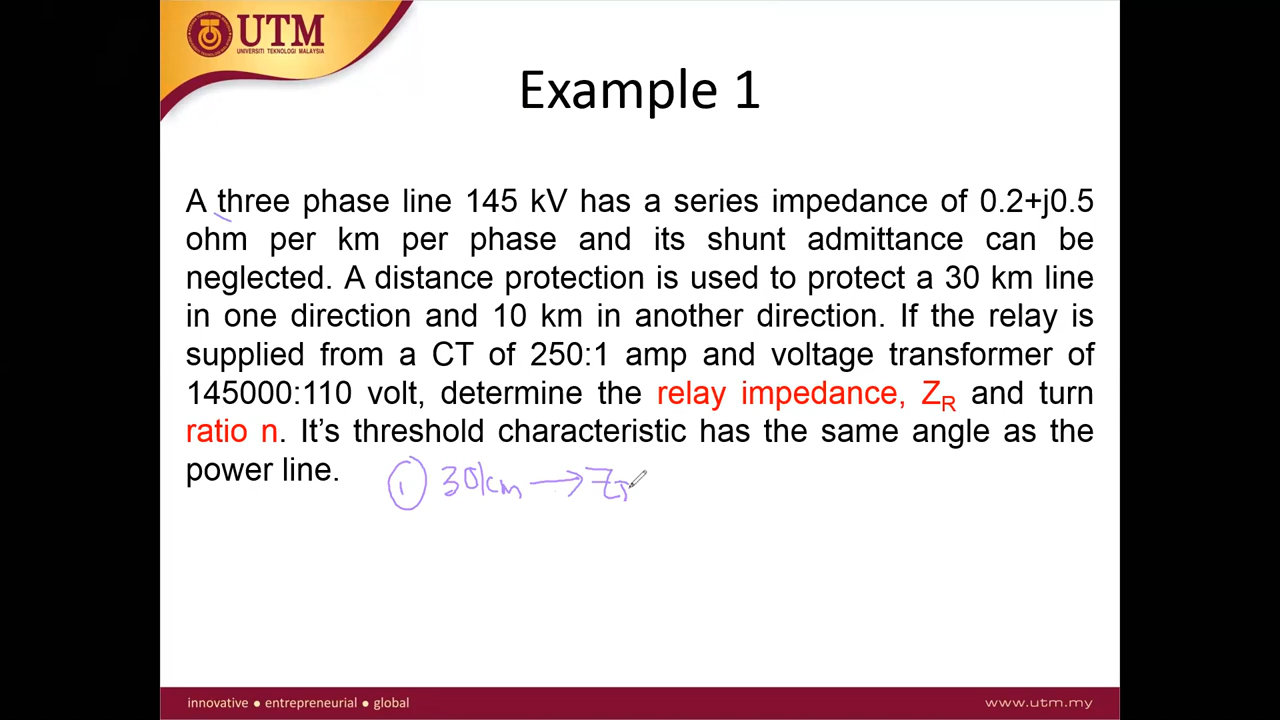 UTM
UNIVERSITI TEKNOLOGI MALAYSIA
Example 1
A three phase line 145 kV has a series impedance of 0.2+j0.5
ohm per km per phase and its shunt admittance can be
neglected. A distance protection is used to protect a 30 km line
in one direction and 10 km in another direction. If the relay is
supplied from a CT of 250:1 amp and voltage transformer of
145000:110 volt, determine the relay impedance, ZR and turn
ratio n. It’s threshold characteristic has the same angle as the
power line.
1 30km → Z
innovative ● entrepreneurial ● global
www.utm.my